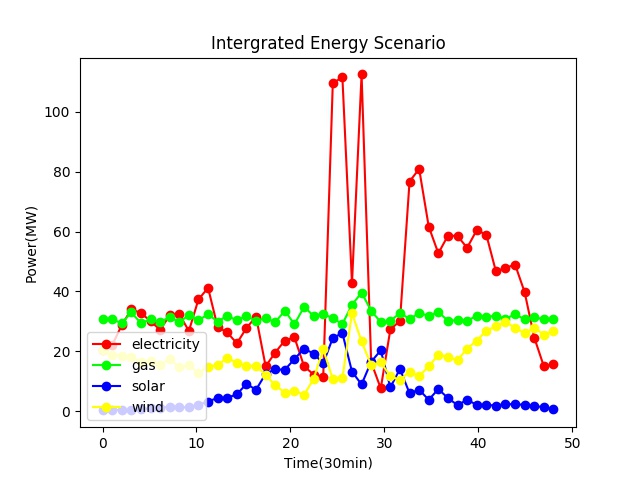 Intergrated Energy Scenario
Power(MW)
100
80
60
40
20
0
electricity
gas
solar
wind
0 10 20 30 40 50
Time(30min)